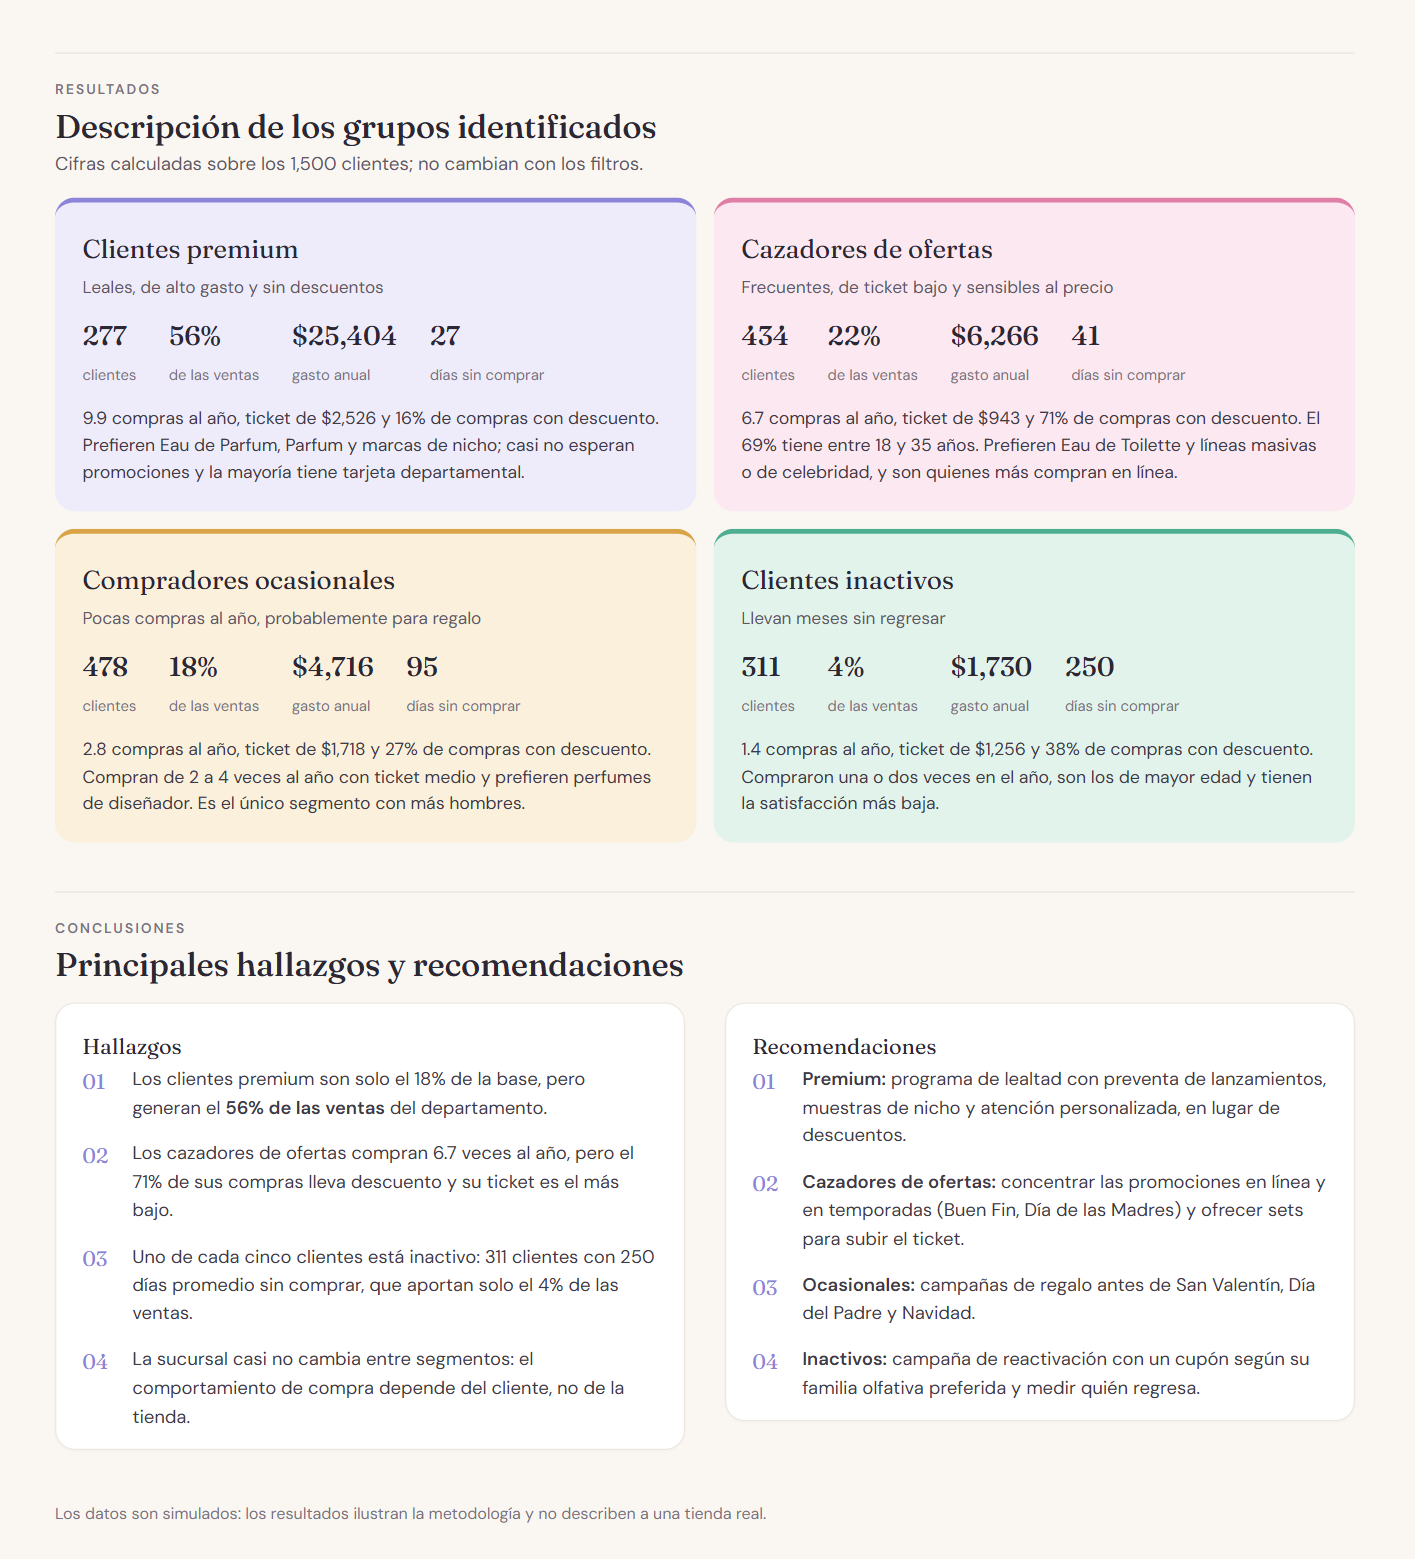 RESULTADOS
Descripción de los grupos identificados
Cifras calculadas sobre los 1,500 clientes; no cambian con los filtros.
Clientes premium
Leales, de alto gasto y sin descuentos
277 56% $25,404 27
clientes de las ventas gasto anual días sin comprar
9.9 compras al año, ticket de $2,526 y 16% de compras con descuento.
Prefieren Eau de Parfum, Parfum y marcas de nicho; casi no esperan
promociones y la mayoría tiene tarjeta departamental.
Cazadores de ofertas
Frecuentes, de ticket bajo y sensibles al precio
434 22% $6,266 41
clientes de las ventas gasto anual días sin comprar
6.7 compras al año, ticket de $943 y 71% de compras con descuento. El
69% tiene entre 18 y 35 años. Prefieren Eau de Toilette y líneas masivas
o de celebridad, y son quienes más compran en línea.
Compradores ocasionales
Pocas compras al año, probablemente para regalo
478 18% $4,716 95
clientes de las ventas gasto anual días sin comprar
2.8 compras al año, ticket de $1,718 y 27% de compras con descuento.
Compran de 2 a 4 veces al año con ticket medio y prefieren perfumes
de diseñador. Es el único segmento con más hombres.
Clientes inactivos
Llevan meses sin regresar
311 4% $1,730 250
clientes de las ventas gasto anual días sin comprar
1.4 compras al año, ticket de $1,256 y 38% de compras con descuento.
Compraron una o dos veces en el año, son los de mayor edad y tienen
la satisfacción más baja.
CONCLUSIONES
Principales hallazgos y recomendaciones
Hallazgos
01 Los clientes premium son solo el 18% de la base, pero
generan el 56% de las ventas del departamento.
02 Los cazadores de ofertas compran 6.7 veces al año, pero el
71% de sus compras lleva descuento y su ticket es el más
bajo.
03 Uno de cada cinco clientes está inactivo: 311 clientes con 250
días promedio sin comprar, que aportan solo el 4% de las
ventas.
04 La sucursal casi no cambia entre segmentos: el
comportamiento de compra depende del cliente, no de la
tienda.
Recomendaciones
01 Premium: programa de lealtad con preventa de lanzamientos,
muestras de nicho y atención personalizada, en lugar de
descuentos.
02 Cazadores de ofertas: concentrar las promociones en línea y
en temporadas (Buen Fin, Día de las Madres) y ofrecer sets
para subir el ticket.
03 Ocasionales: campañas de regalo antes de San Valentín, Día
del Padre y Navidad.
04 Inactivos: campaña de reactivación con un cupón según su
familia olfativa preferida y medir quién regresa.
Los datos son simulados: los resultados ilustran la metodología y no describen a una tienda real.